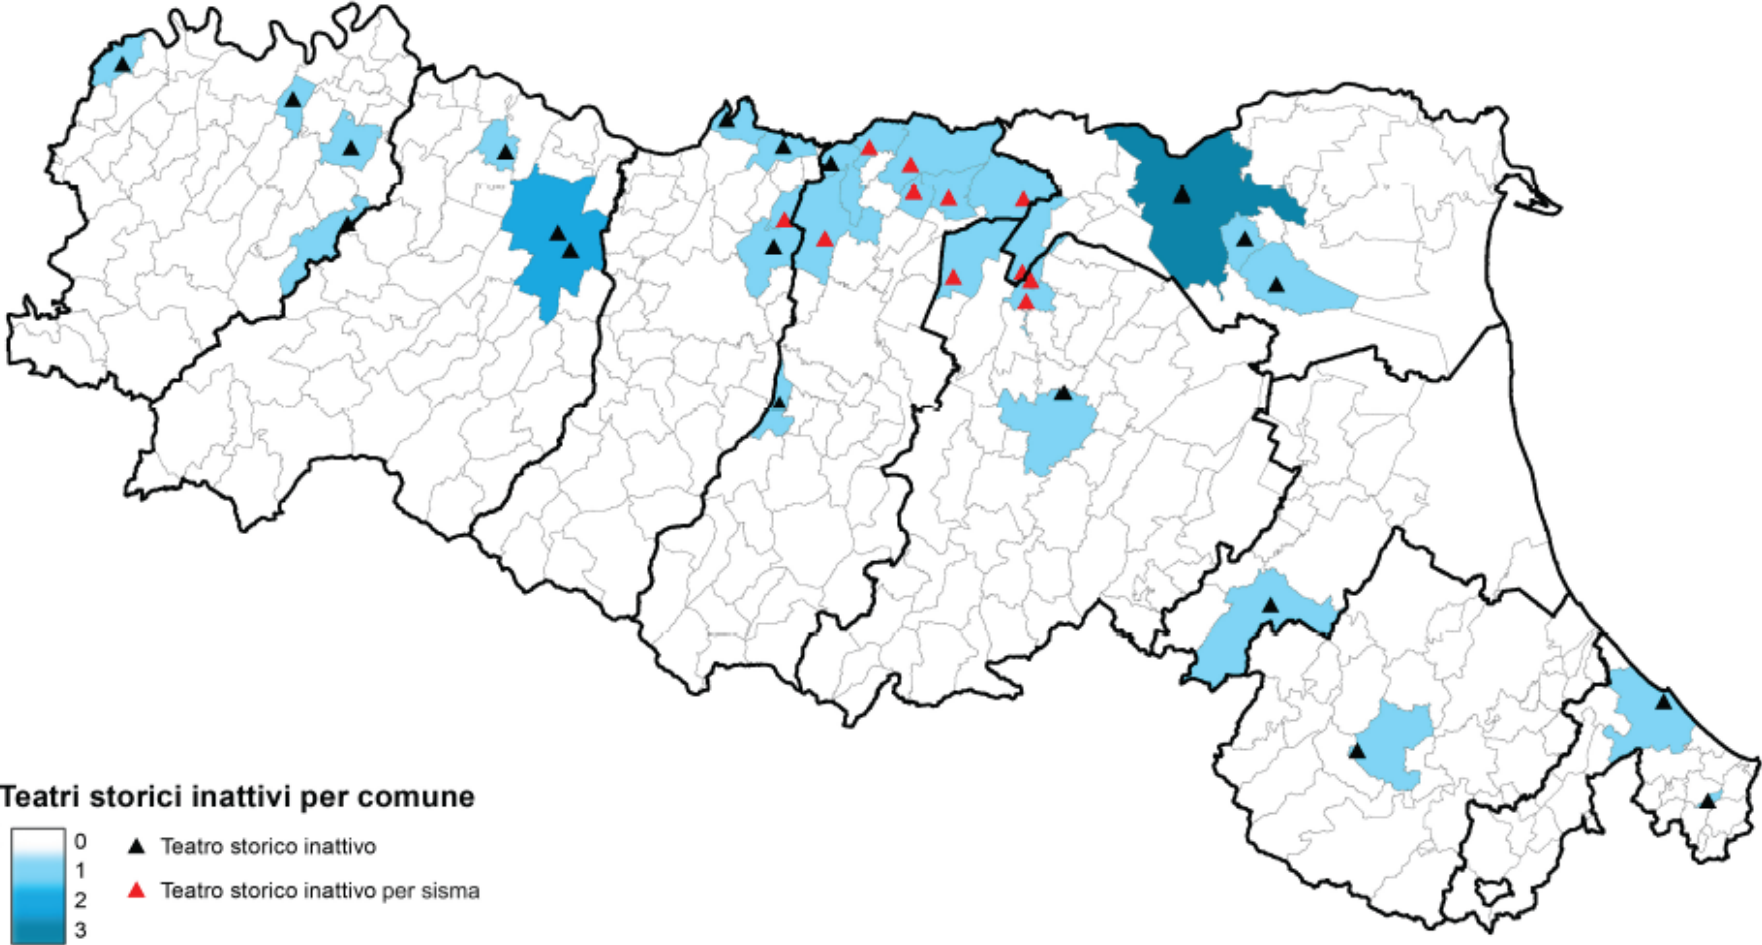 Teatri storici inattivi per comune
0
1
2
3
Teatro storico inattivo
Teatro storico inattivo per sisma